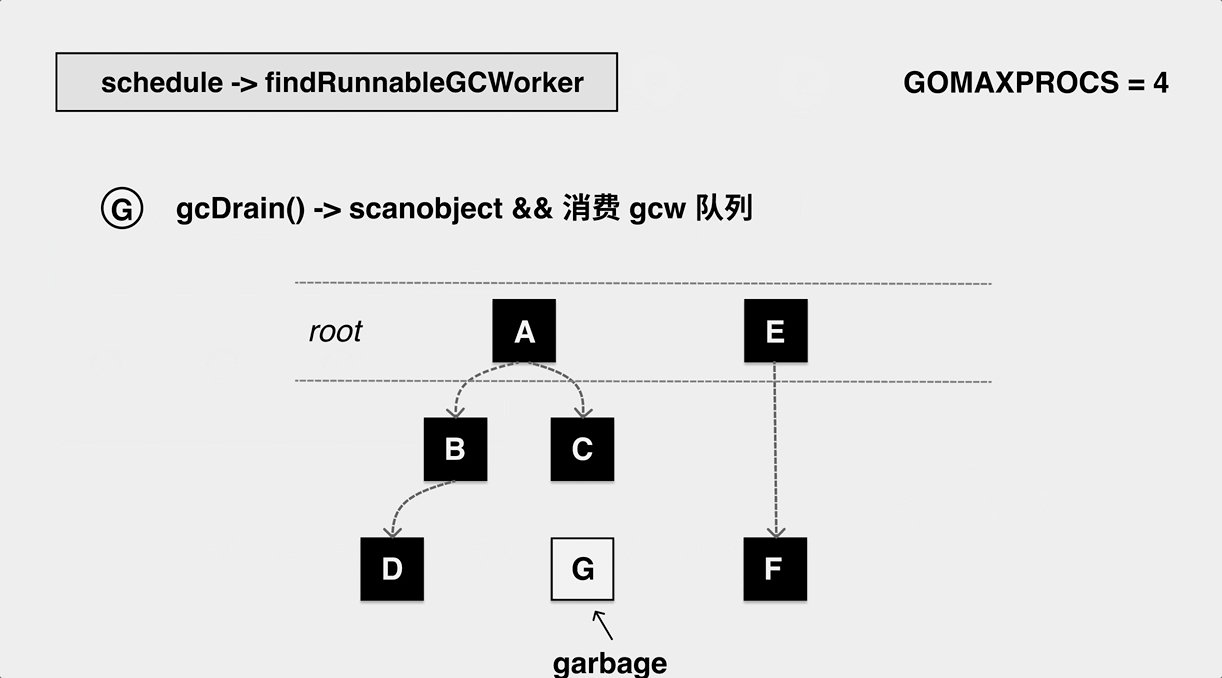 schedule -> findRunnableGCWorker
GOMAXPROCS = 4
G gcDrain() -> scanobject && 消费 gcw 队列
root
A
E
B
C
D
G
F
garbage